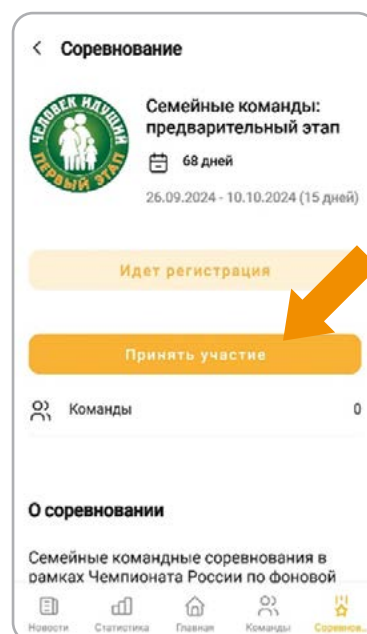 Соревнование
ЧЕЛОВЕК ИДУЩИЙ
ПЕРВЫЙ ЭТАП
Семейные команды:
предварительный этап
68 дней
26.09.2024 - 10.10.2024 (15 дней)
Идет регистрация
Принять участие
Команды 0
О соревновании
Семейные командные соревнования в
рамках Чемпионата России по фоновой
Новости Статистика Главная Команды Соревнов...